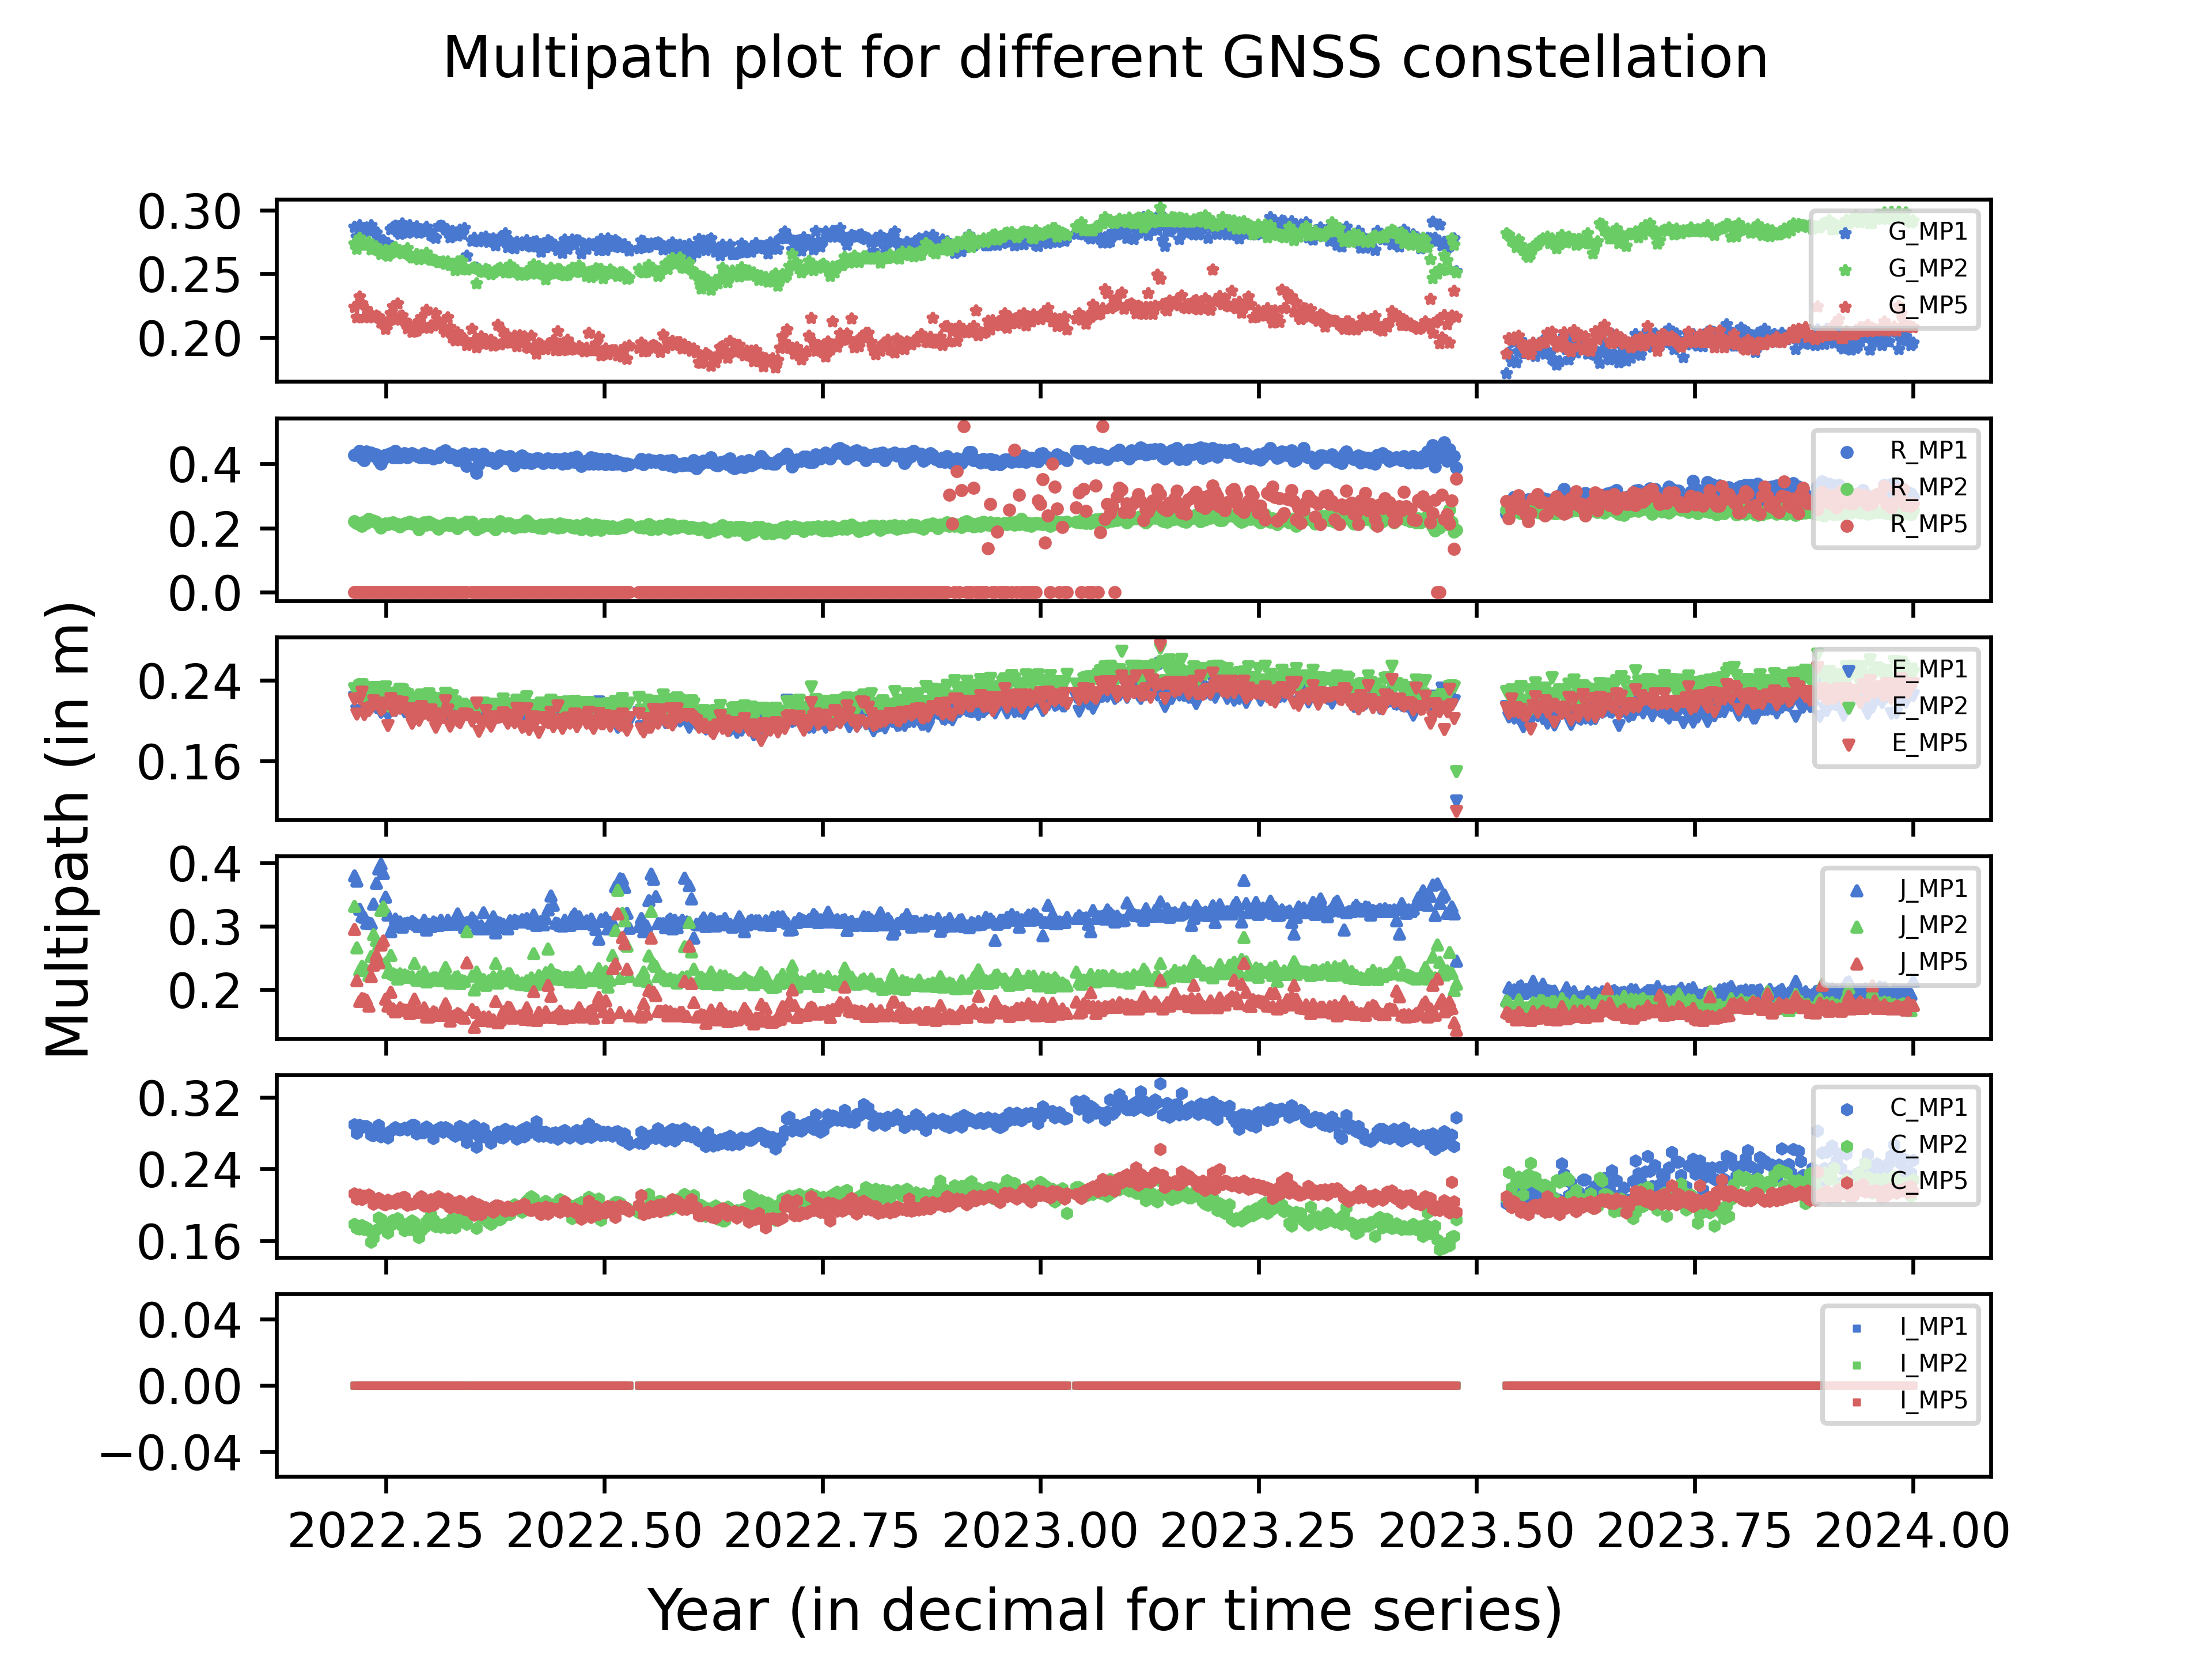 Multipath plot for different GNSS constellation
0.30
0.25
0.20
G_MP1
G_MP2
G_MP5
0.4
0.2
0.0
R_MP1
R_MP2
R_MP5
0.24
0.16
E_MP1
E_MP2
E_MP5
Multipath (in m)
0.4
0.3
0.2
J_MP1
J_MP2
J_MP5
0.32
0.24
0.16
C_MP1
C_MP2
C_MP5
0.04
0.00
−0.04
I_MP1
I_MP2
I_MP5
2022.25 2022.50 2022.75 2023.00 2023.25 2023.50 2023.75 2024.00
Year (in decimal for time series)